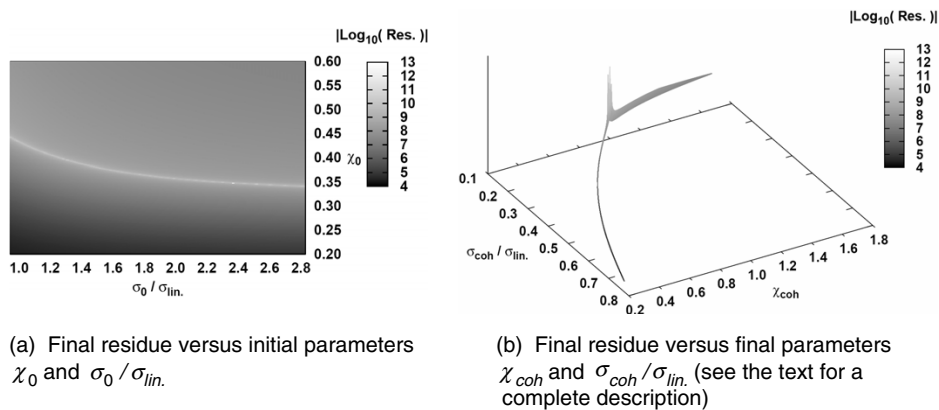 |Log10( Res. )|
0.60
0.55
0.50
0.45
0.40
0.35
0.30
0.25
0.20
χ0
13
12
11
10
9
8
7
6
5
4
1.0 1.2 1.4 1.6 1.8 2.0 2.2 2.4 2.6 2.8
σ0 / σlin.
|Log10( Res. )|
13
12
11
10
9
8
7
6
5
4
0.1
0.2
0.3
0.4
0.5
0.6
0.7
0.8
σcoh / σlin.
0.2 0.4 0.6 0.8 1.0 1.2 1.4 1.6 1.8
χcoh
(a) Final residue versus initial parameters
χ0 and σ0 / σlin.
(b) Final residue versus final parameters
χcoh and σcoh / σlin. (see the text for a
complete description)